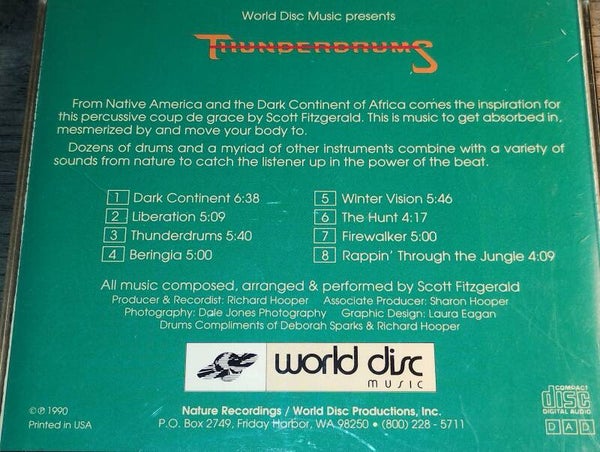 World Disc Music presents
THUNDERDRUMS
From Native America and the Dark Continent of Africa comes the inspiration for
this percussive coup de grace by Scott Fitzgerald. This is music to get absorbed in,
mesmerized by and move your body to.
Dozens of drums and a myriad of other instruments combine with a variety of
sounds from nature to catch the listener up in the power of the beat.
1 Dark Continent 6:38
2 Liberation 5:09
3 Thunderdrums 5:40
4 Beringia 5:00
5 Winter Vision 5:46
6 The Hunt 4:17
7 Firewalker 5:00
8 Rappin' Through the Jungle 4:09
All music composed, arranged & performed by Scott Fitzgerald
Producer & Recordist: Richard Hooper Associate Producer: Sharon Hooper
Photography: Dale Jones Photography Graphic Design: Laura Eagan
Drums Compliments of Deborah Sparks & Richard Hooper
world disc
MUSIC
©℗ 1990
Printed in USA
Nature Recordings / World Disc Productions, Inc.
P.O. Box 2749, Friday Harbor, WA 98250 • (800) 228 - 5711
COMPACT
disc
DIGITAL AUDIO
DAD